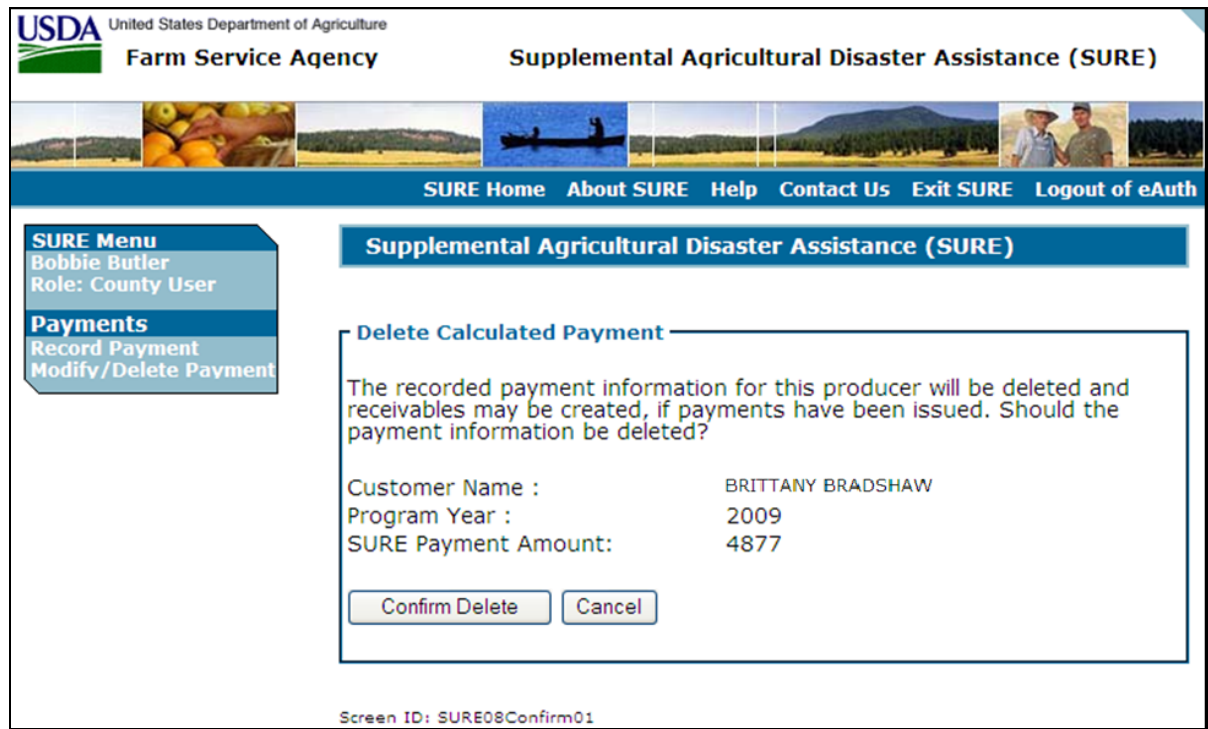 USDA United States Department of Agriculture
Farm Service Agency
Supplemental Agricultural Disaster Assistance (SURE)
SURE Home About SURE Help Contact Us Exit SURE Logout of eAuth
SURE Menu
Bobbie Butler
Role: County User
Payments
Record Payment
Modify/Delete Payment
Supplemental Agricultural Disaster Assistance (SURE)
Delete Calculated Payment
The recorded payment information for this producer will be deleted and
receivables may be created, if payments have been issued. Should the
payment information be deleted?
Customer Name : BRITTANY BRADSHAW
Program Year : 2009
SURE Payment Amount: 4877
Confirm Delete Cancel
Screen ID: SURE08Confirm01